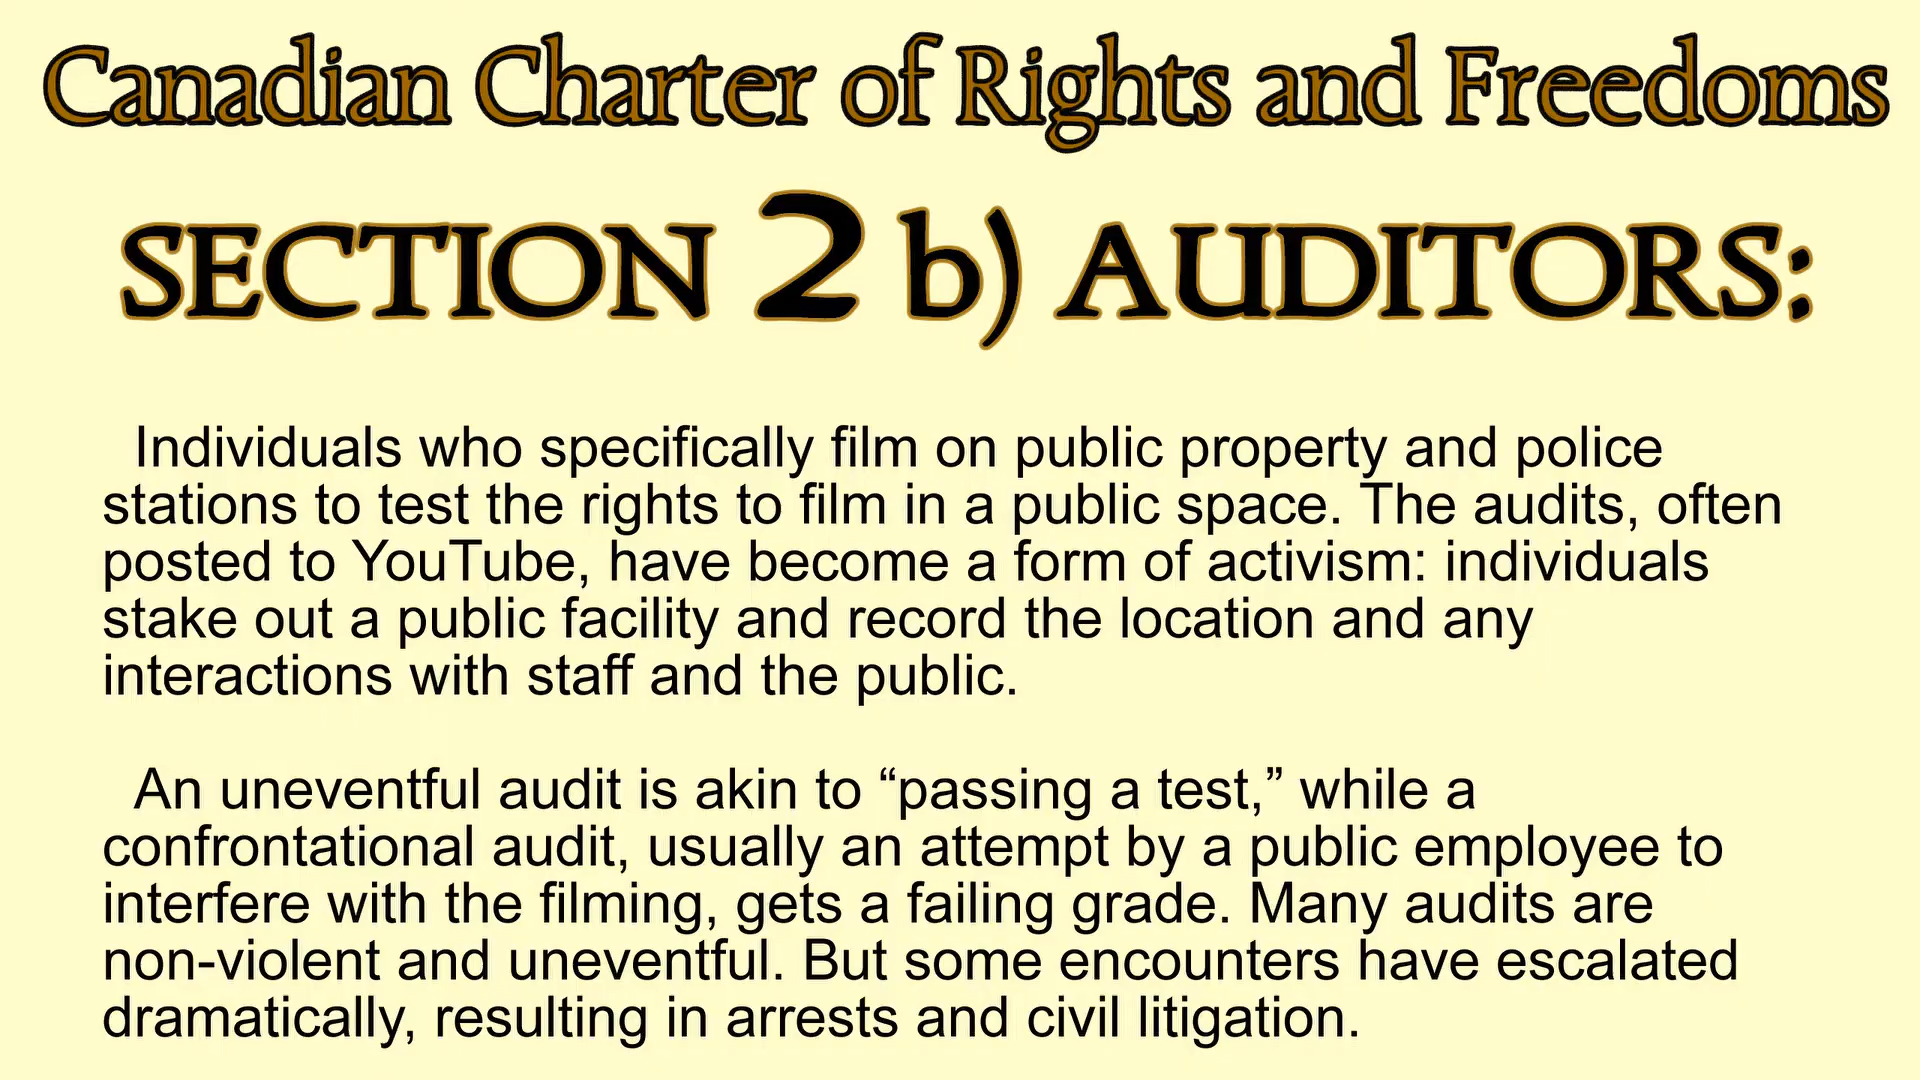 Canadian Charter of Rights and Freedoms
SECTION 2 b) AUDITORS:
Individuals who specifically film on public property and police
stations to test the rights to film in a public space. The audits, often
posted to YouTube, have become a form of activism: individuals
stake out a public facility and record the location and any
interactions with staff and the public.
An uneventful audit is akin to “passing a test,” while a
confrontational audit, usually an attempt by a public employee to
interfere with the filming, gets a failing grade. Many audits are
non-violent and uneventful. But some encounters have escalated
dramatically, resulting in arrests and civil litigation.